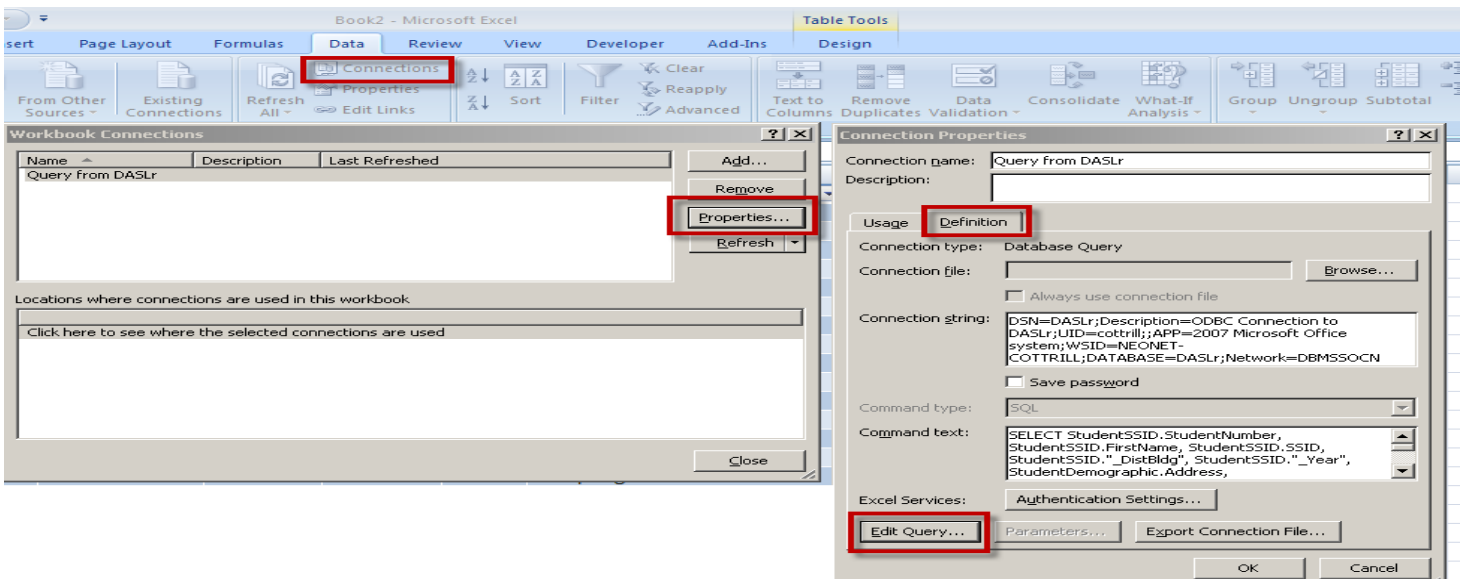 Book2 - Microsoft Excel
Table Tools
sert Page Layout Formulas Data Review View Developer Add-Ins Design
Connections
Properties
Edit Links
From Other Sources
Existing Connections
Refresh All
Sort
Filter
Clear
Reapply
Advanced
Text to Columns
Remove Duplicates
Data Validation
Consolidate
What-If Analysis
Group
Ungroup
Subtotal
Workbook Connections
Name Description Last Refreshed
Query from DASLr
Add...
Remove
Properties...
Refresh
Locations where connections are used in this workbook
Click here to see where the selected connections are used
Close
Connection Properties
Connection name: Query from DASLr
Description:
Usage Definition
Connection type: Database Query
Connection file:
Browse...
Always use connection file
Connection string:
DSN=DASLr;Description=ODBC Connection to
DASLr;UID=cottrill;;APP=2007 Microsoft Office
system;WSID=NEONET-
COTTRILL;DATABASE=DASLr;Network=DBMSSOCN
Save password
Command type: SQL
Command text:
SELECT StudentSSID.StudentNumber,
StudentSSID.FirstName, StudentSSID.SSID,
StudentSSID."_DistBldg", StudentSSID."_Year",
StudentDemographic.Address,
Excel Services: Authentication Settings...
Edit Query... Parameters... Export Connection File...
OK Cancel